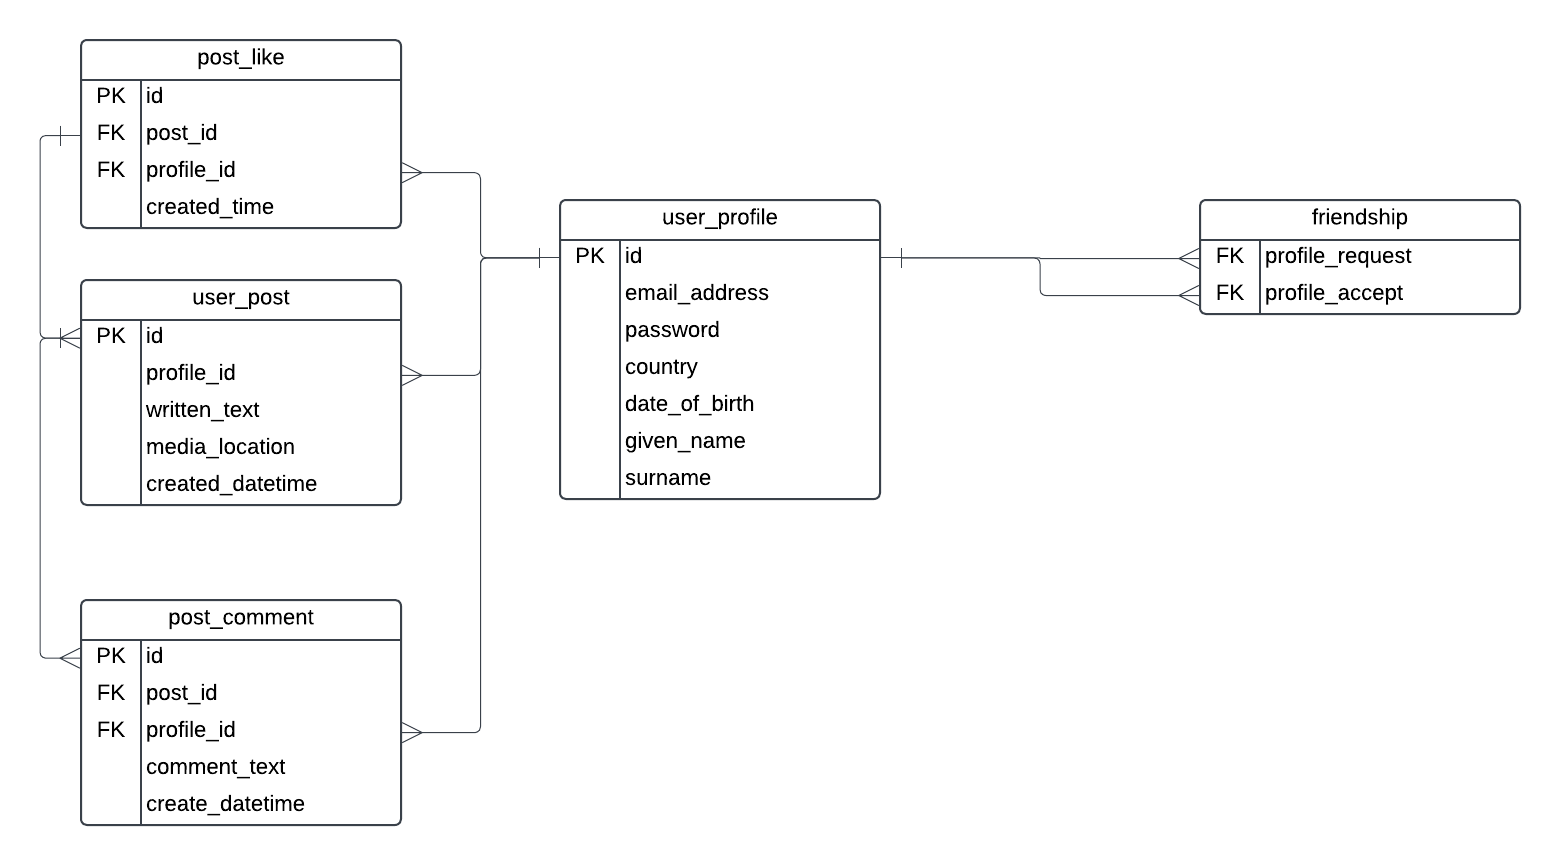 post_like
PK id
FK post_id
FK profile_id
created_time
user_post
PK id
profile_id
written_text
media_location
created_datetime
post_comment
PK id
FK post_id
FK profile_id
comment_text
create_datetime
user_profile
PK id
email_address
password
country
date_of_birth
given_name
surname
friendship
FK profile_request
FK profile_accept